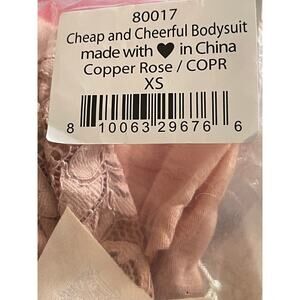 80017
Cheap and Cheerful Bodysuit
made with ♥ in China
Copper Rose / COPR
XS
8 10063 29676 6